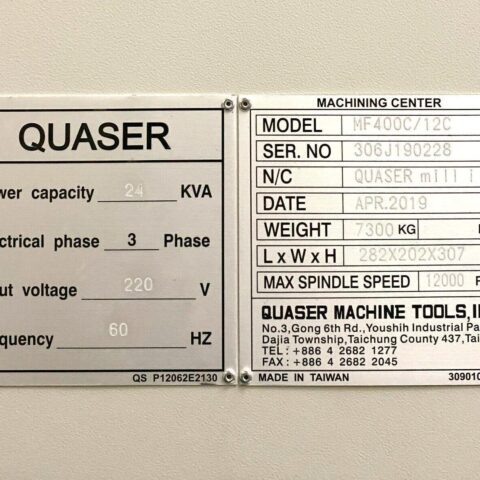 QUASER
wer capacity 24 KVA
ectrical phase 3 Phase
ut voltage 220 V
quency 60 HZ
QS P12062E2130
MACHINING CENTER
MODEL MF400C/12C
SER. NO 306J190228
N/C QUASER mill i
DATE APR.2019
WEIGHT 7300 KG
L x W x H 282X202X307
MAX SPINDLE SPEED 12000
QUASER MACHINE TOOLS,I
No.3,Gong 6th Rd.,Youshih Industrial Pa
Dajia Township,Taichung County 437,Ta
TEL : +886 4 2682 1277
FAX : +886 4 2682 2045
MADE IN TAIWAN 30901